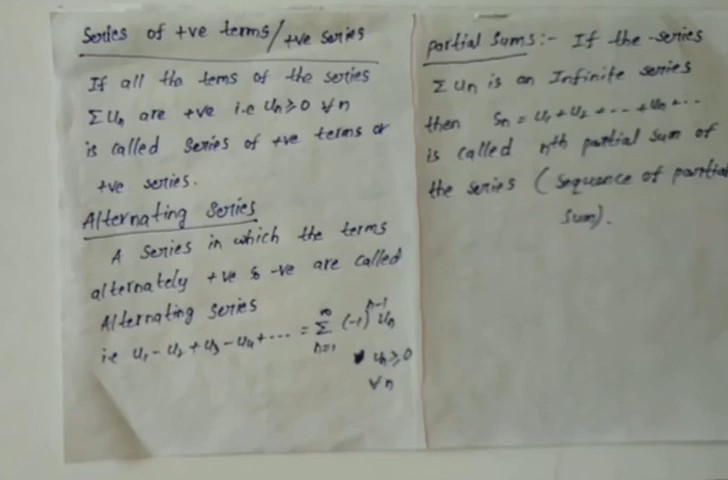 Series of +ve terms/+ve series
If all the tems of the series
Σ Un are +ve i.e Un ≥ 0 ∀ n
is called Series of +ve terms or
+ve series.
Alternating Series
A series in which the terms
alternately +ve & -ve are called
Alternating Series
i.e U₁ - U₂ + U₃ - U₄ + ---- = Σ_{n=1}^{∞} (-1)^{n-1} Un
Un ≥ 0
∀ n
partial Sums :- If the series
Σ Un is an Infinite series
then Sn = U₁ + U₂ + --- + Un + ...
is called nth partial sum of
the series (sequence of partial
Sum).